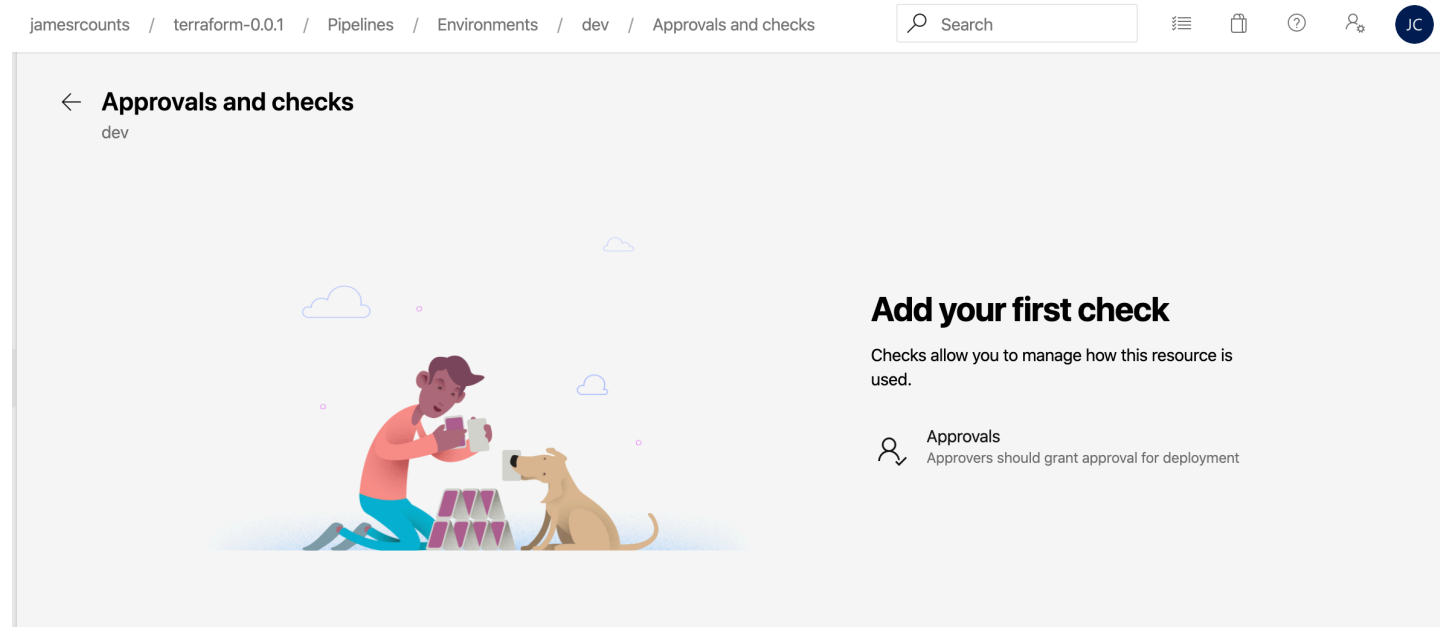 jamesrcounts / terraform-0.0.1 / Pipelines / Environments / dev / Approvals and checks
Search
JC
Approvals and checks
dev
Add your first check
Checks allow you to manage how this resource is
used.
Approvals
Approvers should grant approval for deployment